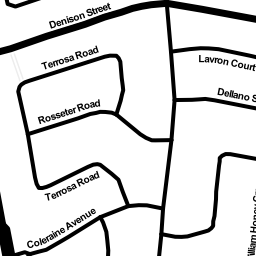 Denison Street
Terrosa Road
Lavron Court
Dellano S
Rosseter Road
Terrosa Road
Coleraine Avenue